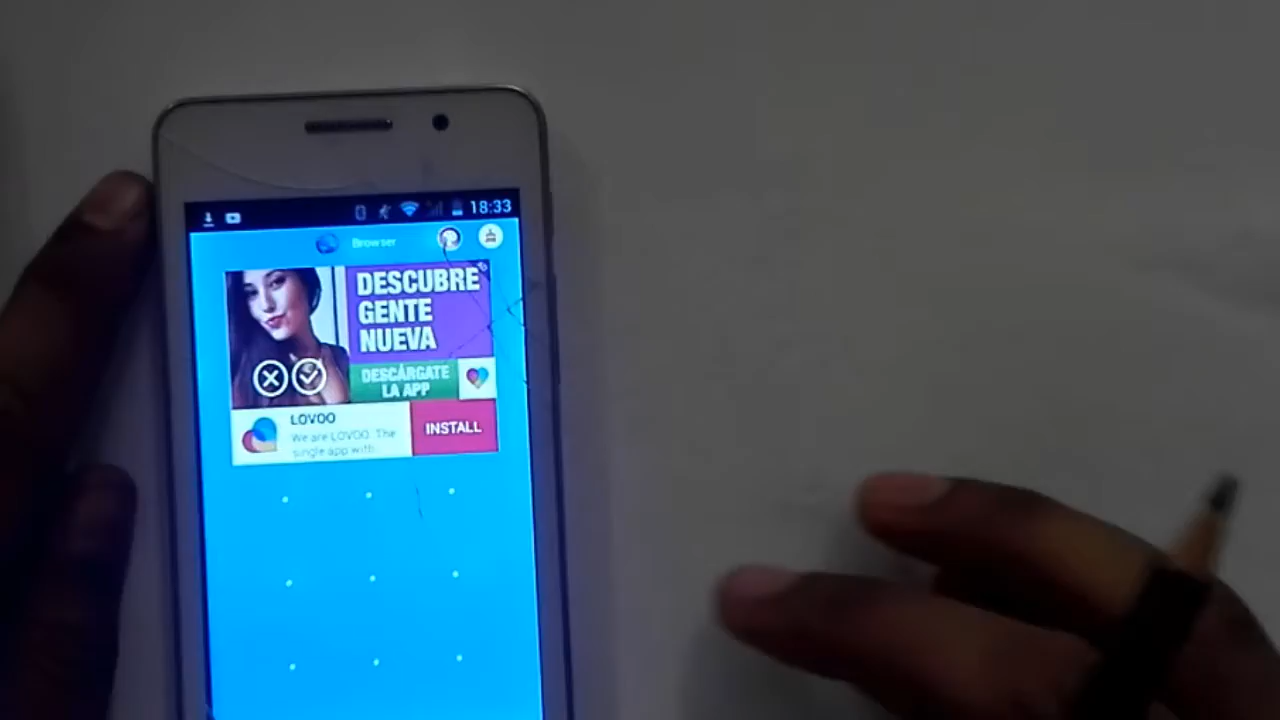 18:33
Browser
DESCUBRE
GENTE
NUEVA
DESCÁRGATE
LA APP
LOVOO
We are LOVOO. The
single app with...
INSTALL